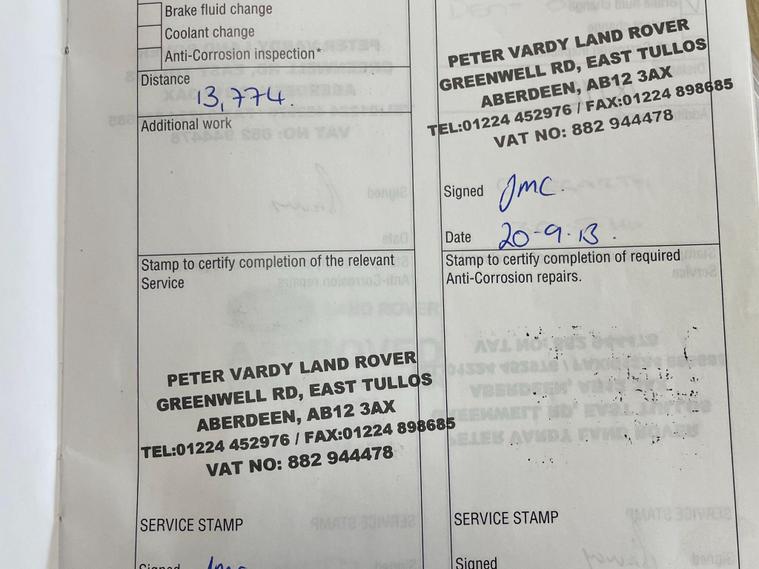 Brake fluid change
Coolant change
Anti-Corrosion inspection*
Distance
13,774.
Additional work
Stamp to certify completion of the relevant
Service
PETER VARDY LAND ROVER
GREENWELL RD, EAST TULLOS
ABERDEEN, AB12 3AX
TEL:01224 452976 / FAX:01224 898685
VAT NO: 882 944478
SERVICE STAMP
Signed Jmc
PETER VARDY LAND ROVER
GREENWELL RD, EAST TULLOS
ABERDEEN, AB12 3AX
TEL:01224 452976 / FAX:01224 898685
VAT NO: 882 944478
Signed Jmc.
Date 20-9-13.
Stamp to certify completion of required
Anti-Corrosion repairs.
SERVICE STAMP
Signed